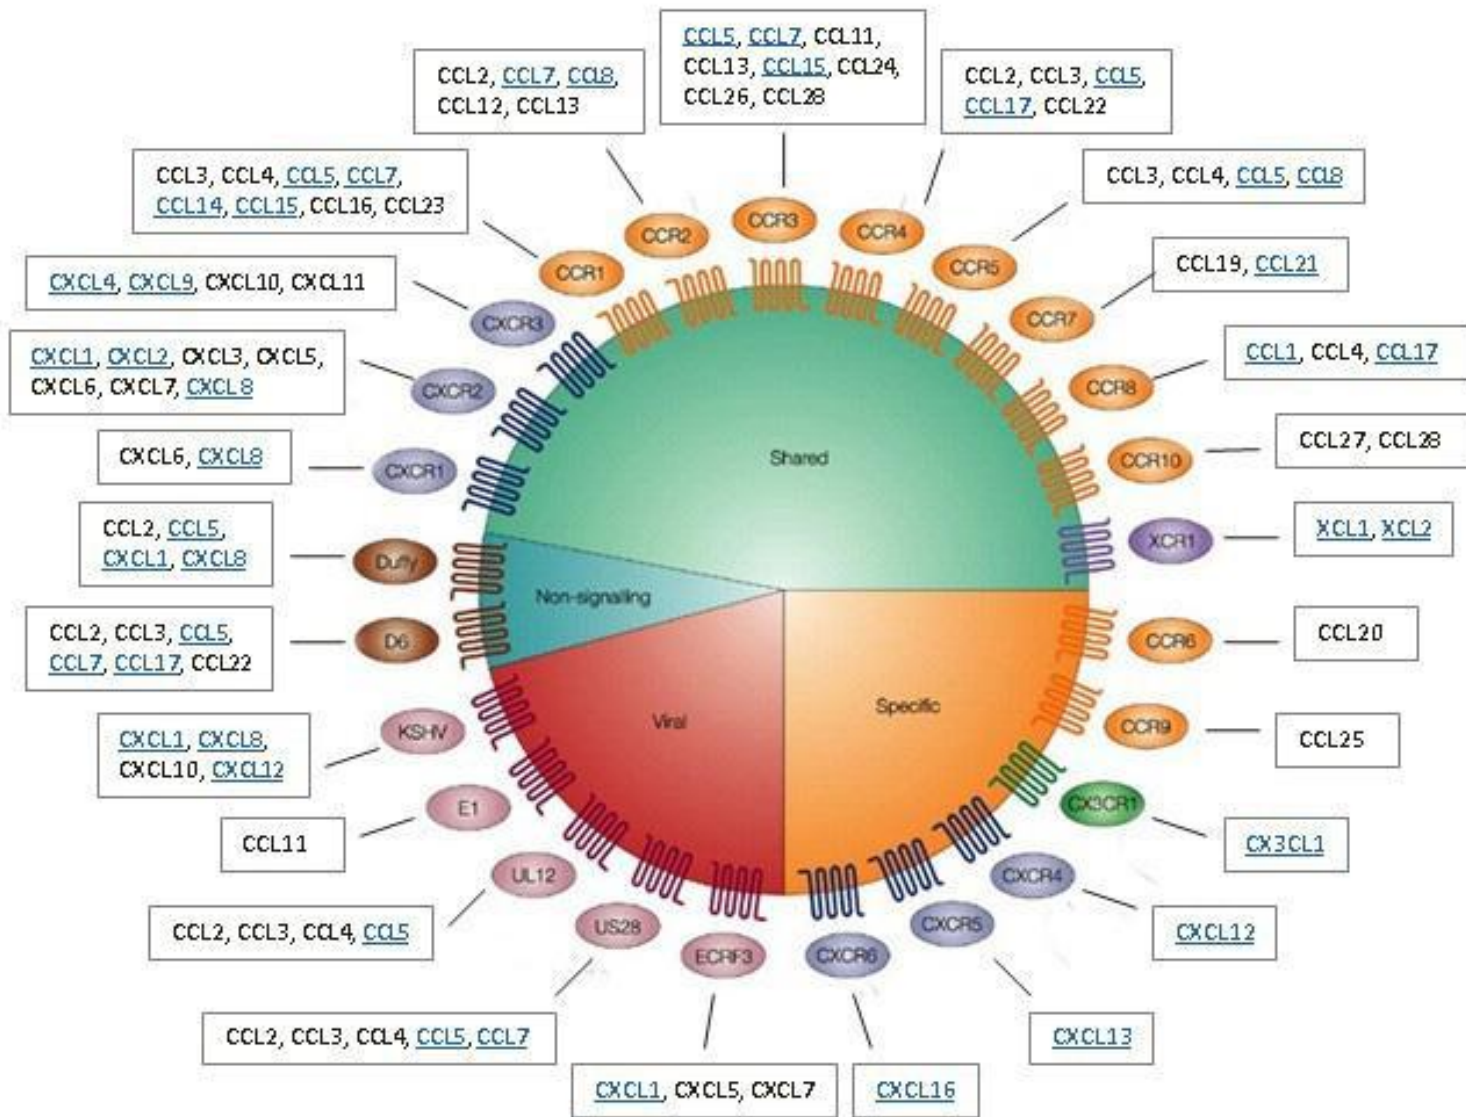 CCL5, CCL7, CCL11,
CCL13, CCL15, CCL24,
CCL26, CCL28
CCL2, CCL7, CCL8,
CCL12, CCL13
CCL2, CCL3, CCL5,
CCL17, CCL22
CCL3, CCL4, CCL5, CCL7,
CCL14, CCL15, CCL16, CCL23
CCL3, CCL4, CCL5, CCL8
CCR3
CCR2
CCR4
CCR1
CCR5
CXCL4, CXCL9, CXCL10, CXCL11
CCL19, CCL21
CXCR3
CCR7
CXCL1, CXCL2, CXCL3, CXCL5,
CXCL6, CXCL7, CXCL8
CXCR2
CCR8
CCL1, CCL4, CCL17
CXCL6, CXCL8
CXCR1
Shared
CCR10
CCL27, CCL28
CCL2, CCL5,
CXCL1, CXCL8
Duffy
Non-signalling
XCR1
XCL1, XCL2
CCL2, CCL3, CCL5,
CCL7, CCL17, CCL22
D6
CCR6
CCL20
Viral
Specific
CXCL1, CXCL8,
CXCL10, CXCL12
KSHV
CCR9
CCL25
E1
CX3CR1
CCL11
CX3CL1
UL12
CXCR4
CCL2, CCL3, CCL4, CCL5
US28
CXCR5
CXCL12
ECRF3
CXCR6
CCL2, CCL3, CCL4, CCL5, CCL7
CXCL13
CXCL1, CXCL5, CXCL7
CXCL16